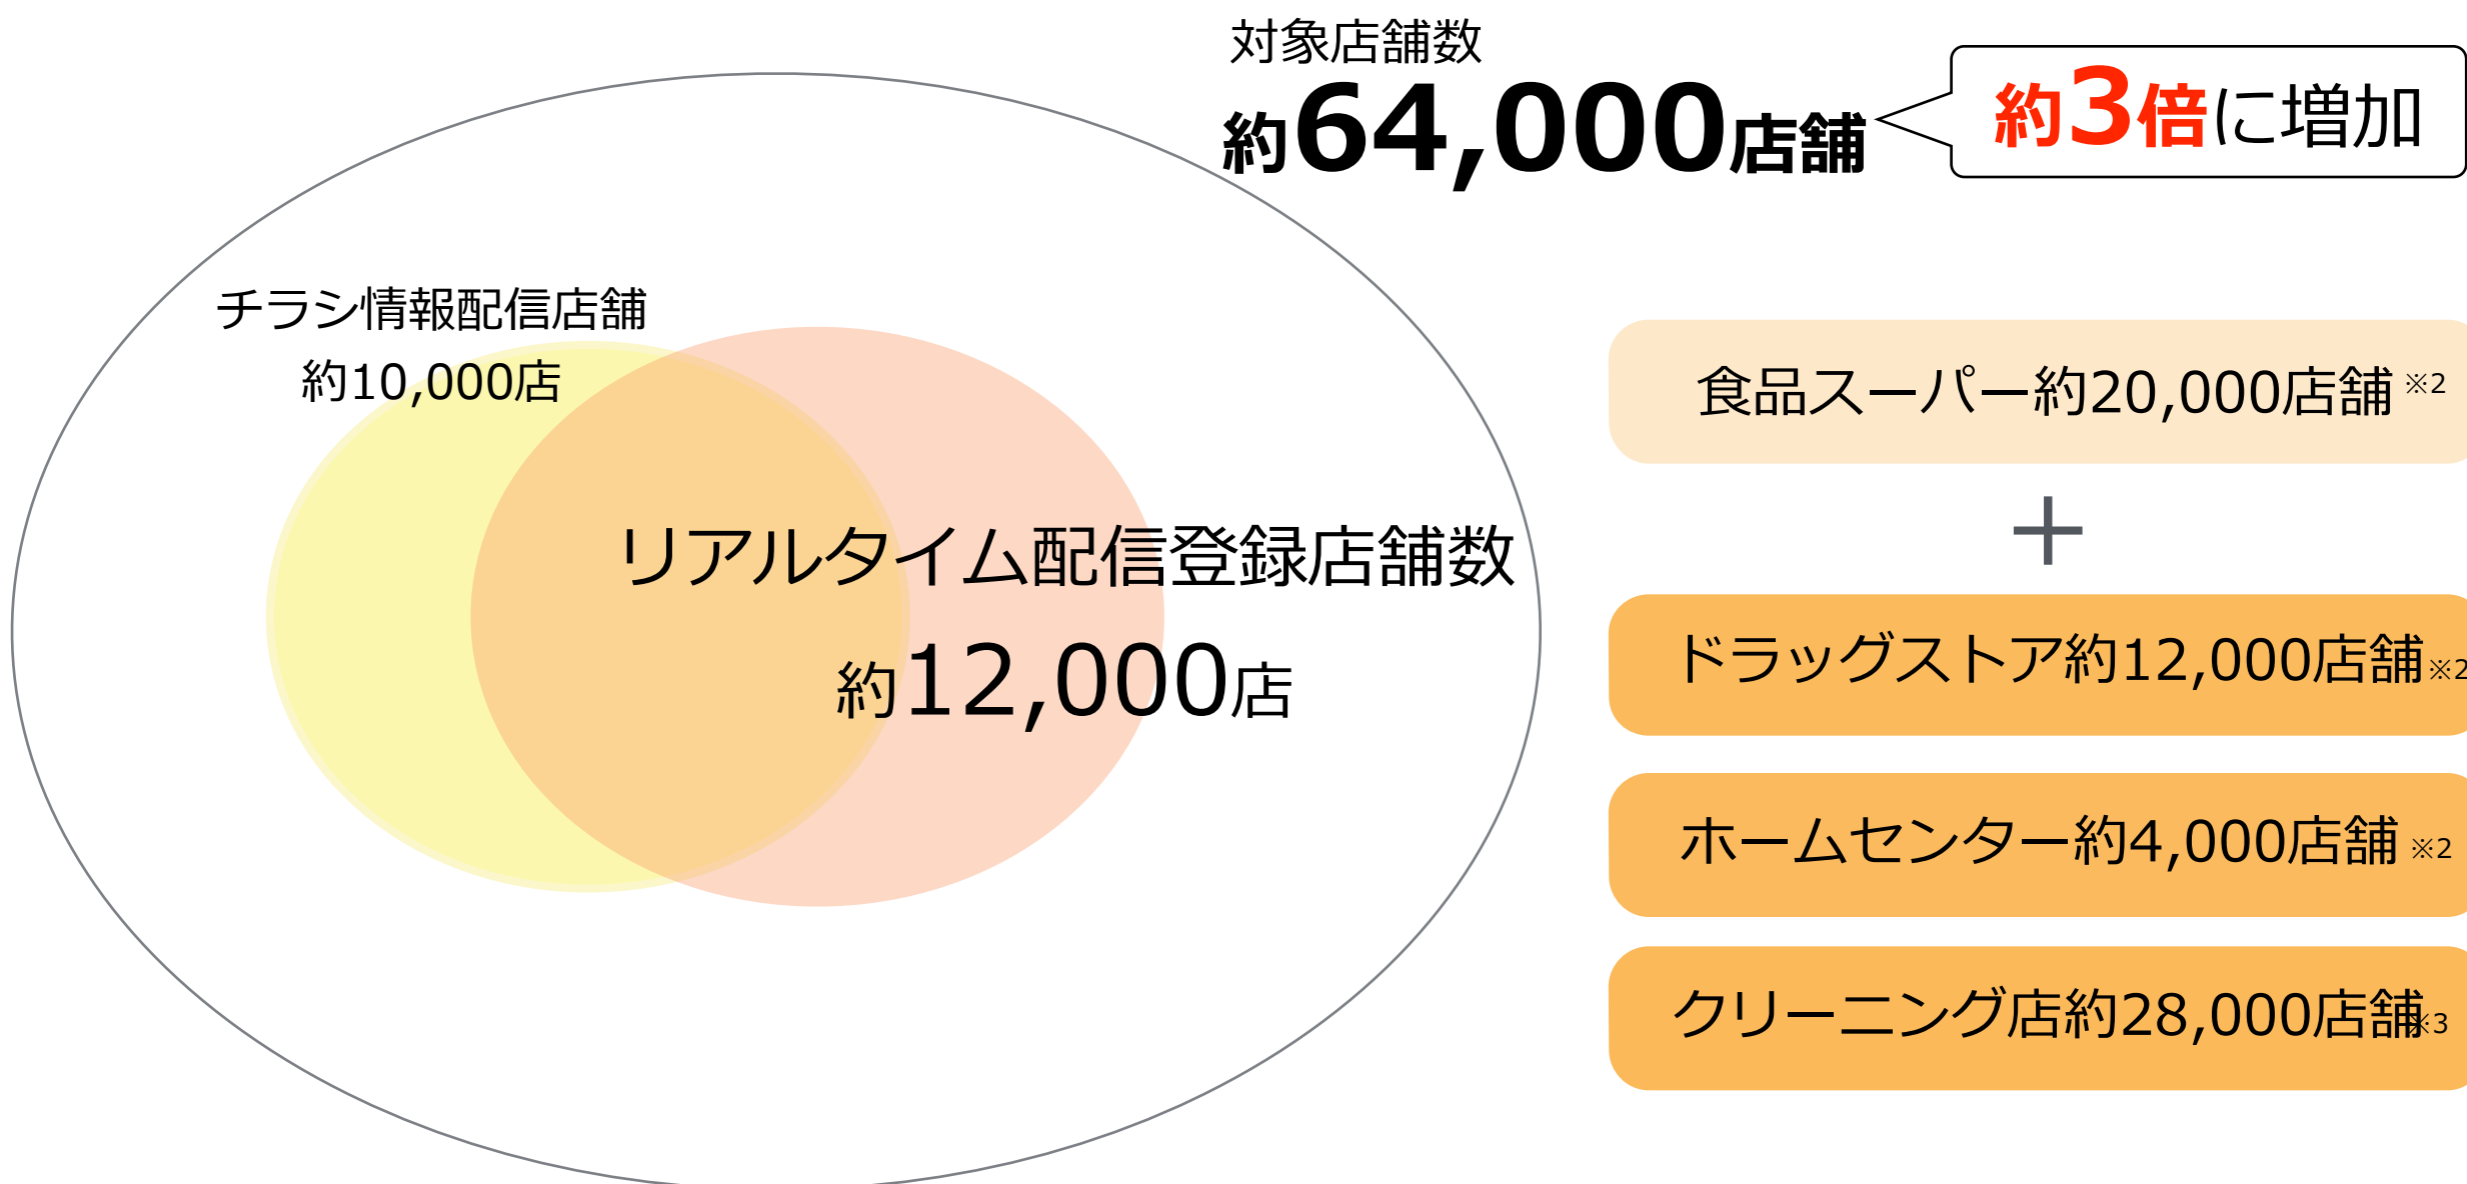 対象店舗数
約64,000店舗
約3倍に増加
チラシ情報配信店舗
約10,000店
リアルタイム配信登録店舗数
約12,000店
食品スーパー約20,000店舗 ※2
＋
ドラッグストア約12,000店舗※2
ホームセンター約4,000店舗 ※2
クリーニング店約28,000店舗※3